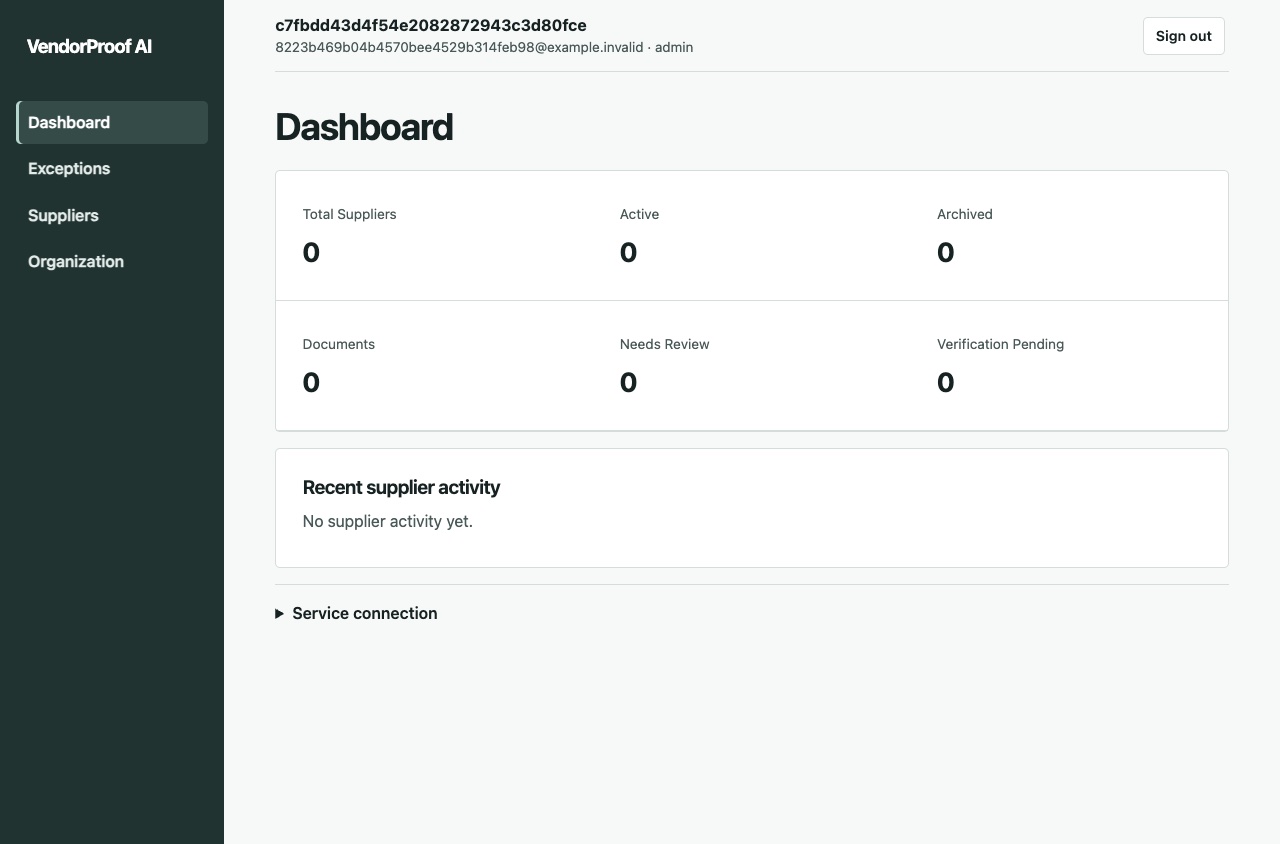 VendorProof AI
Dashboard
Exceptions
Suppliers
Organization
c7fbdd43d4f54e2082872943c3d80fce
8223b469b04b4570bee4529b314feb98@example.invalid · admin
Sign out
Dashboard
Total Suppliers
0
Active
0
Archived
0
Documents
0
Needs Review
0
Verification Pending
0
Recent supplier activity
No supplier activity yet.
Service connection